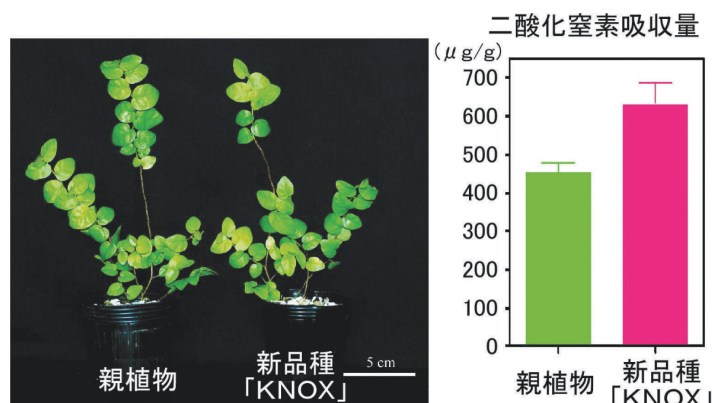 二酸化窒素吸収量
(μg/g)
700
600
500
400
300
200
100
0
親植物
新品種
「KNOX」
親植物
新品種
「KNOX」
5 cm